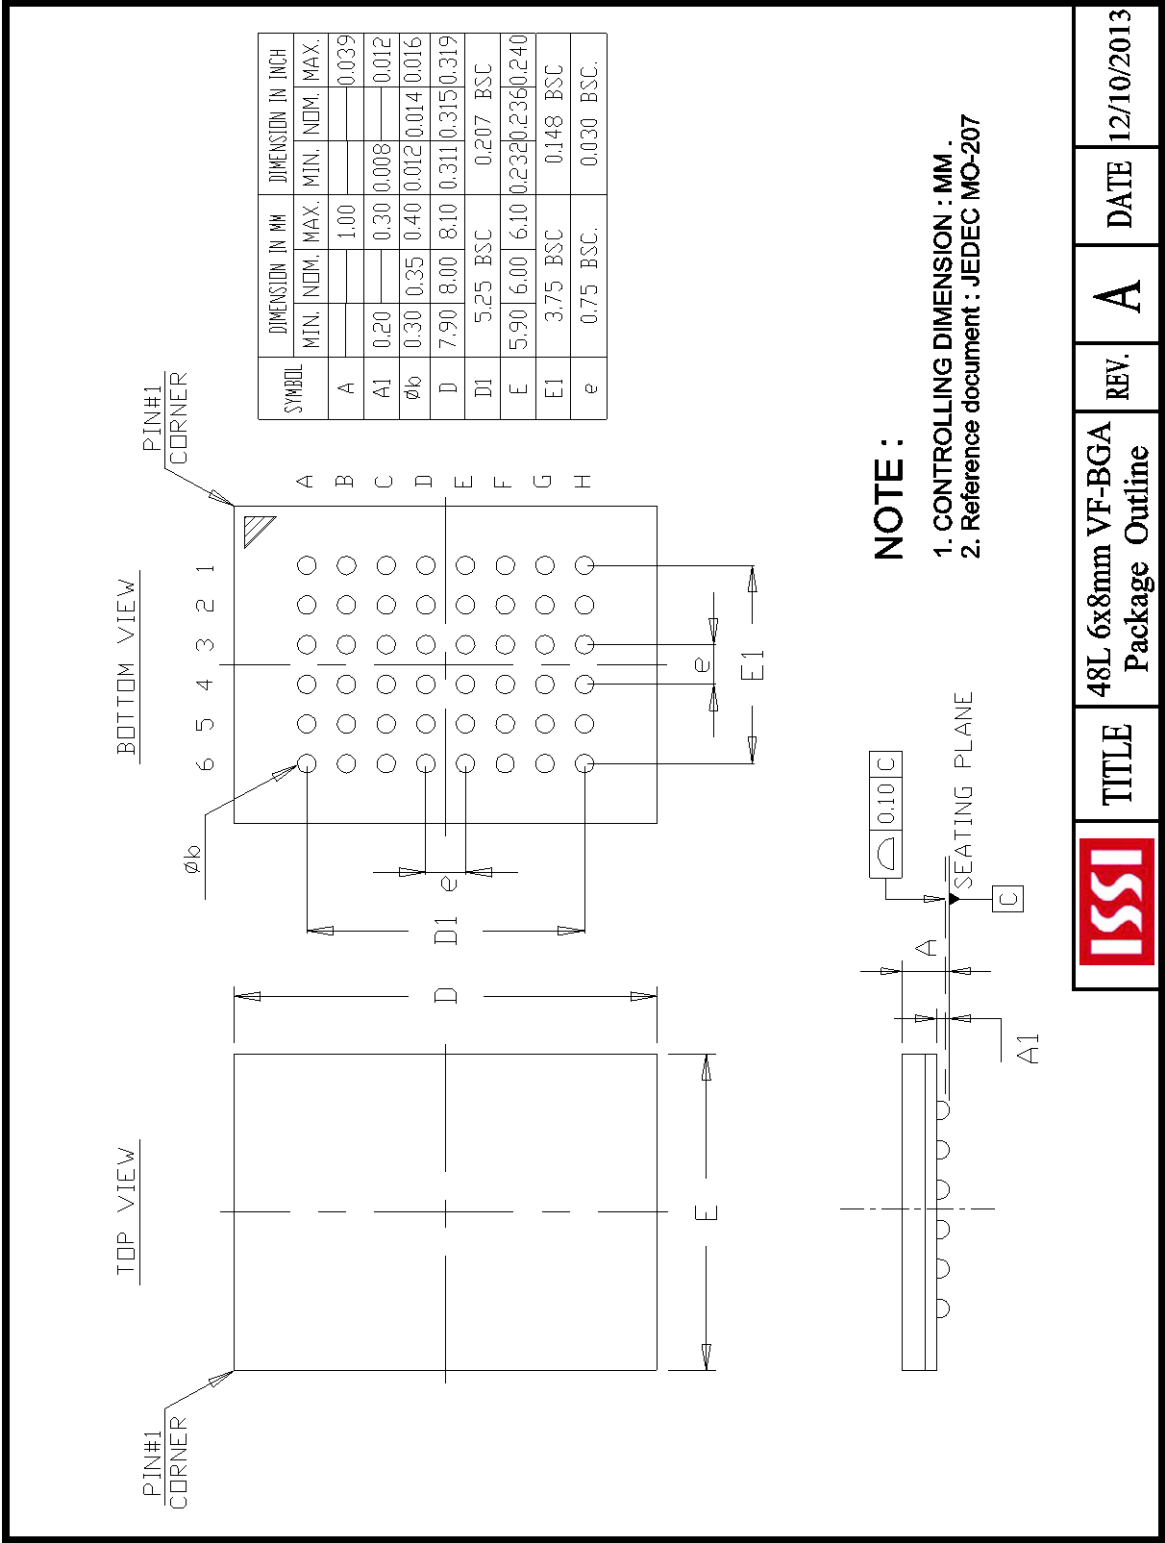 TOP VIEW
BOTTOM VIEW
PIN#1
CORNER
PIN#1
CORNER
Øb
6 5 4 3 2 1
A
B
C
D
E
F
G
H
D
D1
e
E
e
E1
SYMBOL DIMENSION IN MM DIMENSION IN INCH
MIN. NOM. MAX. MIN. NOM. MAX.
A 1.00 0.039
A1 0.20 0.30 0.008 0.012
Øb 0.30 0.35 0.40 0.012 0.014 0.016
D 7.90 8.00 8.10 0.311 0.315 0.319
D1 5.25 BSC 0.207 BSC
E 5.90 6.00 6.10 0.232 0.236 0.240
E1 3.75 BSC 0.148 BSC
e 0.75 BSC. 0.030 BSC.
A
A1
0.10 C
SEATING PLANE
C
NOTE :
1. CONTROLLING DIMENSION : MM .
2. Reference document : JEDEC MO-207
ISSI
TITLE
48L 6x8mm VF-BGA
Package Outline
REV.
A
DATE
12/10/2013